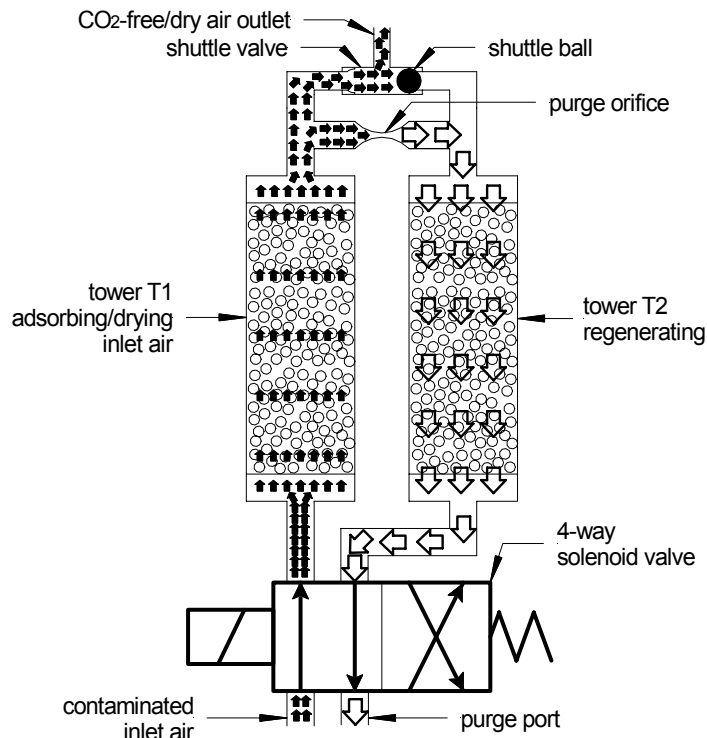 CO2-free/dry air outlet
shuttle valve
shuttle ball
purge orifice
tower T1
adsorbing/drying
inlet air
tower T2
regenerating
4-way
solenoid valve
contaminated
inlet air
purge port